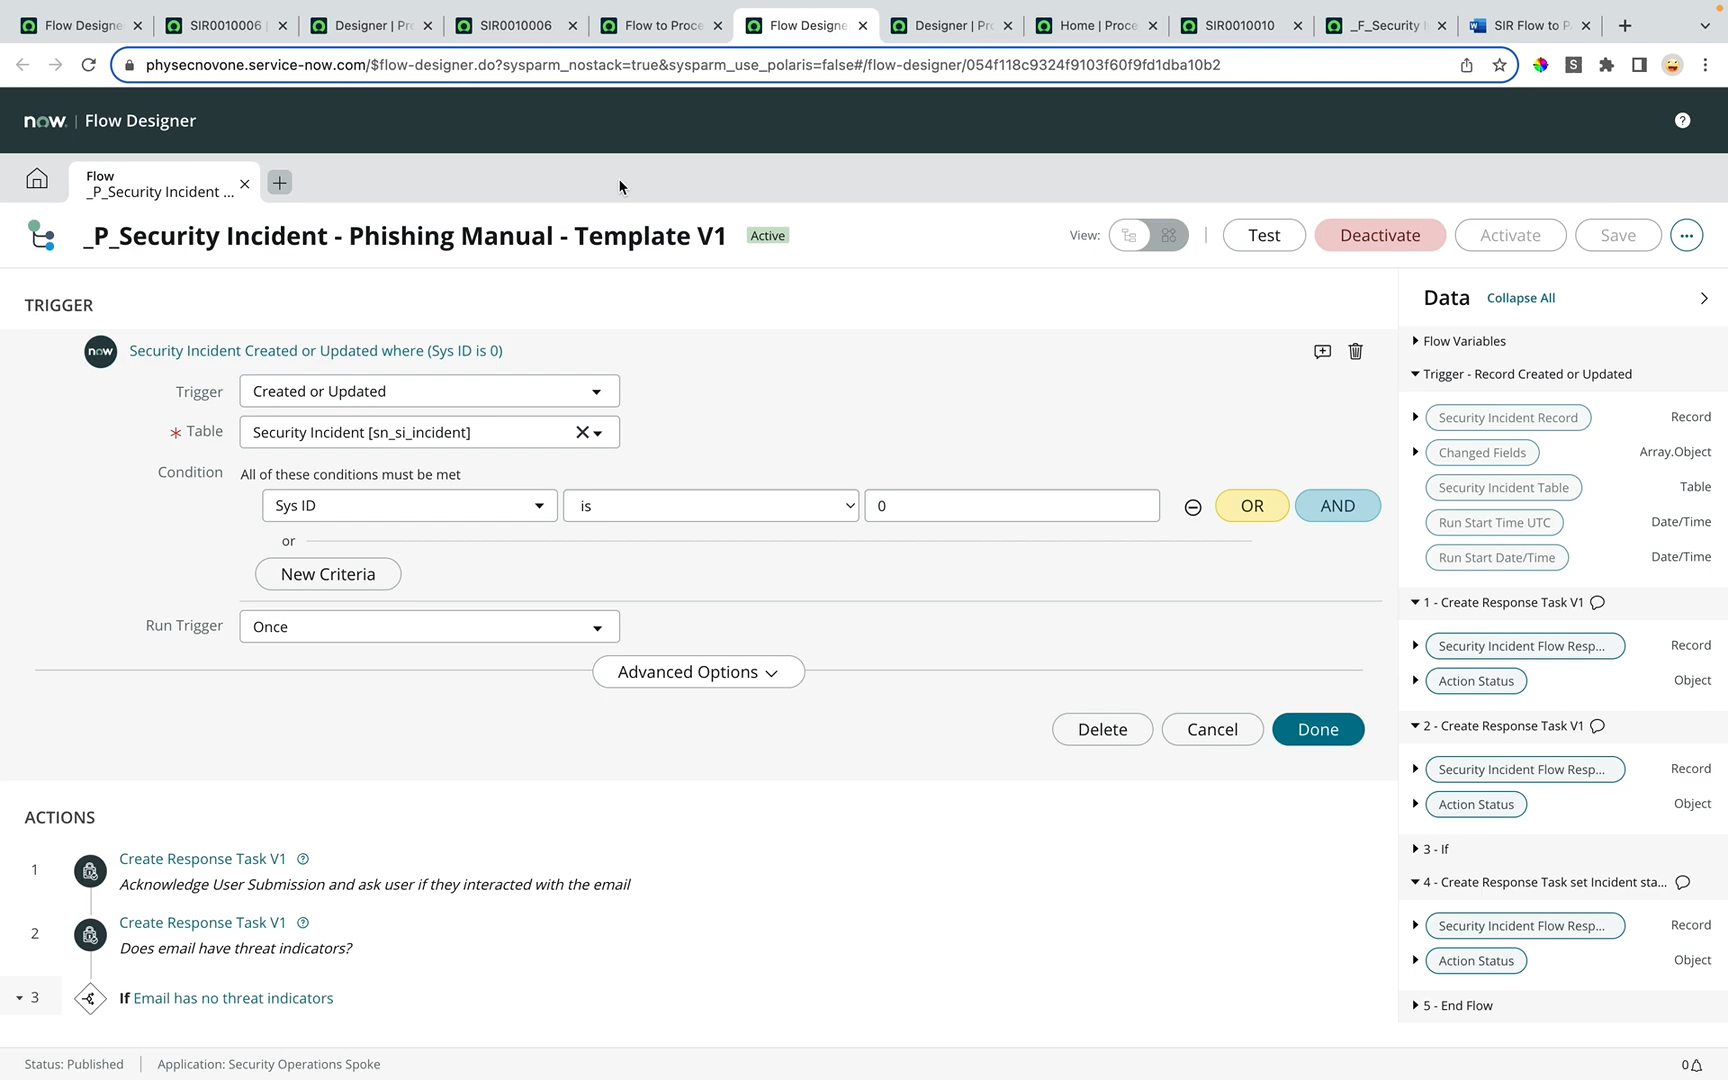 Flow Designe
SIR0010006
Designer | Pr
SIR0010006
Flow to Proce
Flow Designe
Designer | Pr
Home | Proce
SIR0010010
_F_Security I
SIR Flow to P
physecnovone.service-now.com/$flow-designer.do?sysparm_nostack=true&sysparm_use_polaris=false#/flow-designer/054f118c9324f9103f60f9fd1dba10b2
now. | Flow Designer
Flow
_P_Security Incident ...
_P_Security Incident - Phishing Manual - Template V1
Active
View:
Test
Deactivate
Activate
Save
TRIGGER
now
Security Incident Created or Updated where (Sys ID is 0)
Trigger
Created or Updated
* Table
Security Incident [sn_si_incident]
Condition
All of these conditions must be met
Sys ID
is
0
OR
AND
or
New Criteria
Run Trigger
Once
Advanced Options
Delete
Cancel
Done
ACTIONS
1
Create Response Task V1
Acknowledge User Submission and ask user if they interacted with the email
2
Create Response Task V1
Does email have threat indicators?
3
If Email has no threat indicators
Data
Collapse All
Flow Variables
Trigger - Record Created or Updated
Security Incident Record
Record
Changed Fields
Array.Object
Security Incident Table
Table
Run Start Time UTC
Date/Time
Run Start Date/Time
Date/Time
1 - Create Response Task V1
Security Incident Flow Resp...
Record
Action Status
Object
2 - Create Response Task V1
Security Incident Flow Resp...
Record
Action Status
Object
3 - If
4 - Create Response Task set Incident sta...
Security Incident Flow Resp...
Record
Action Status
Object
5 - End Flow
Status: Published
Application: Security Operations Spoke
0